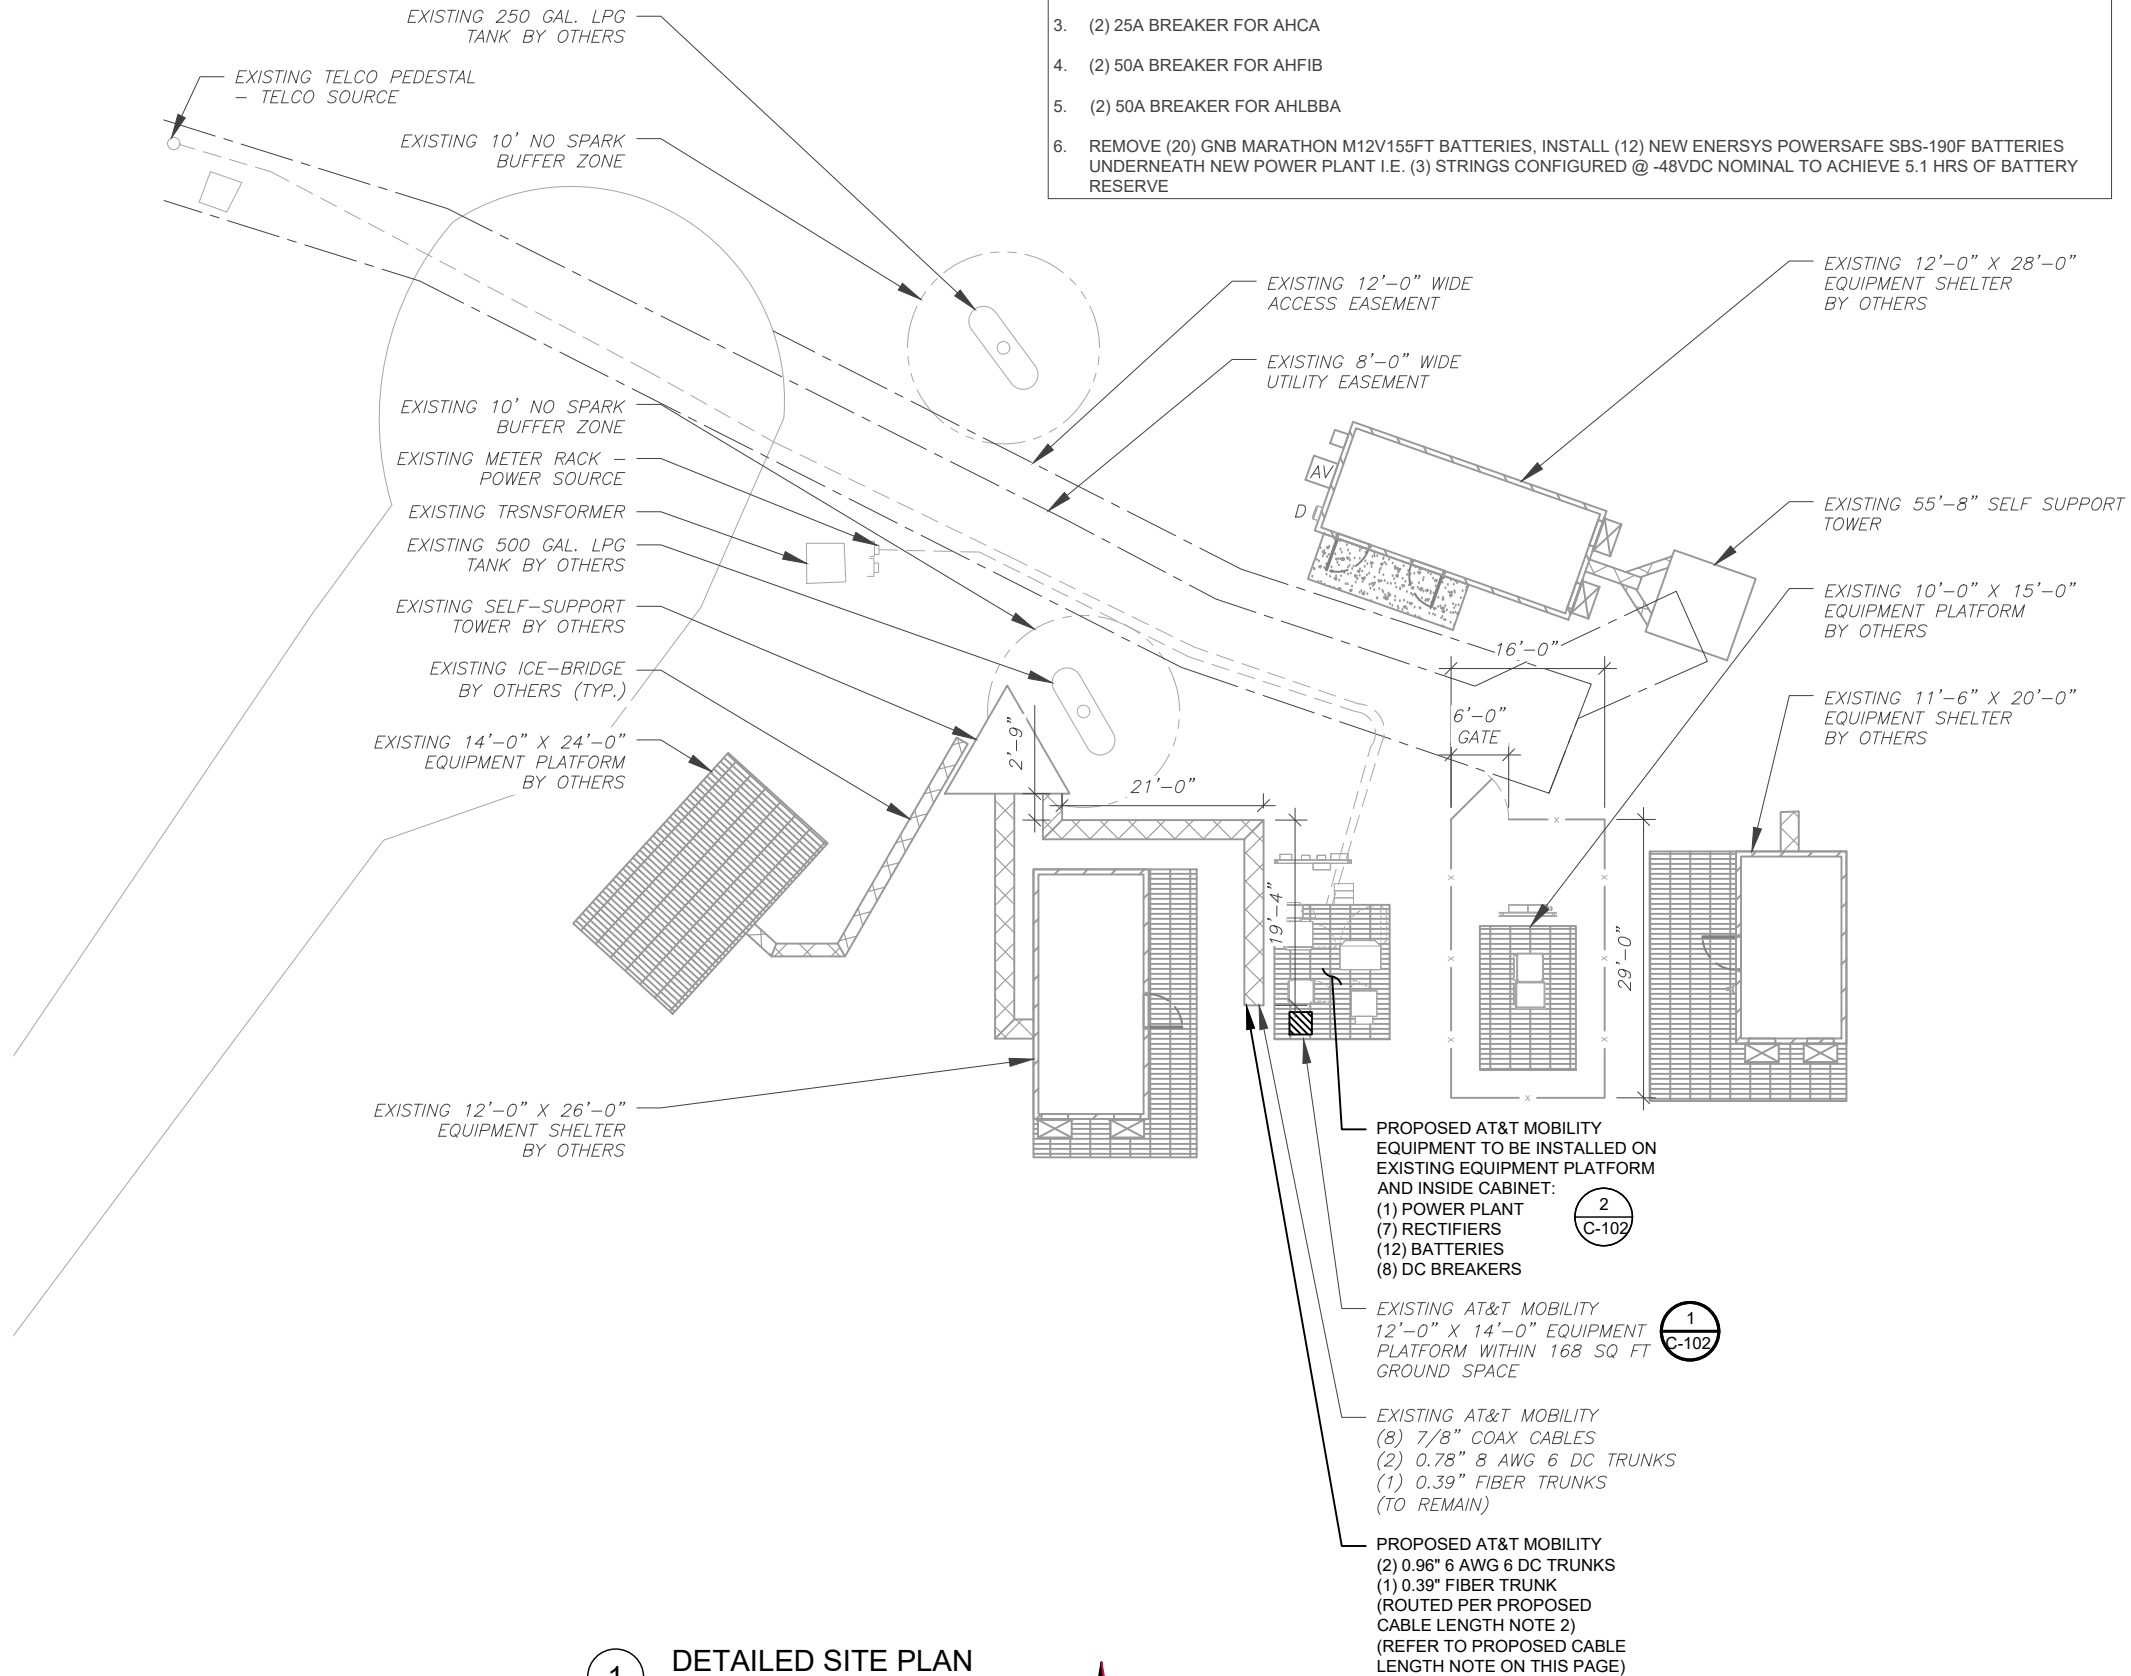 3. (2) 25A BREAKER FOR AHCA
4. (2) 50A BREAKER FOR AHFIB
5. (2) 50A BREAKER FOR AHLBBA
6. REMOVE (20) GNB MARATHON M12V155FT BATTERIES, INSTALL (12) NEW ENERSYS POWERSAFE SBS-190F BATTERIES
UNDERNEATH NEW POWER PLANT I.E. (3) STRINGS CONFIGURED @ -48VDC NOMINAL TO ACHIEVE 5.1 HRS OF BATTERY
RESERVE
EXISTING 250 GAL. LPG
TANK BY OTHERS
EXISTING TELCO PEDESTAL
– TELCO SOURCE
EXISTING 10' NO SPARK
BUFFER ZONE
EXISTING 12'–0" WIDE
ACCESS EASEMENT
EXISTING 8'–0" WIDE
UTILITY EASEMENT
EXISTING 12'–0" X 28'–0"
EQUIPMENT SHELTER
BY OTHERS
EXISTING 10' NO SPARK
BUFFER ZONE
EXISTING METER RACK –
POWER SOURCE
EXISTING TRSNSFORMER
EXISTING 500 GAL. LPG
TANK BY OTHERS
EXISTING SELF–SUPPORT
TOWER BY OTHERS
EXISTING ICE–BRIDGE
BY OTHERS (TYP.)
EXISTING 14'–0" X 24'–0"
EQUIPMENT PLATFORM
BY OTHERS
AV
D
EXISTING 55'–8" SELF SUPPORT
TOWER
EXISTING 10'–0" X 15'–0"
EQUIPMENT PLATFORM
BY OTHERS
EXISTING 11'–6" X 20'–0"
EQUIPMENT SHELTER
BY OTHERS
16'–0"
6'–0"
GATE
2'–9"
21'–0"
19'–4"
29'–0"
x
x
x
x
x
x
x
x
EXISTING 12'–0" X 26'–0"
EQUIPMENT SHELTER
BY OTHERS
PROPOSED AT&T MOBILITY
EQUIPMENT TO BE INSTALLED ON
EXISTING EQUIPMENT PLATFORM
AND INSIDE CABINET:
(1) POWER PLANT
(7) RECTIFIERS
(12) BATTERIES
(8) DC BREAKERS
2
C-102
EXISTING AT&T MOBILITY
12'–0" X 14'–0" EQUIPMENT
PLATFORM WITHIN 168 SQ FT
GROUND SPACE
1
C-102
EXISTING AT&T MOBILITY
(8) 7/8" COAX CABLES
(2) 0.78" 8 AWG 6 DC TRUNKS
(1) 0.39" FIBER TRUNKS
(TO REMAIN)
PROPOSED AT&T MOBILITY
(2) 0.96" 6 AWG 6 DC TRUNKS
(1) 0.39" FIBER TRUNK
(ROUTED PER PROPOSED
CABLE LENGTH NOTE 2)
(REFER TO PROPOSED CABLE
LENGTH NOTE ON THIS PAGE)
1
DETAILED SITE PLAN